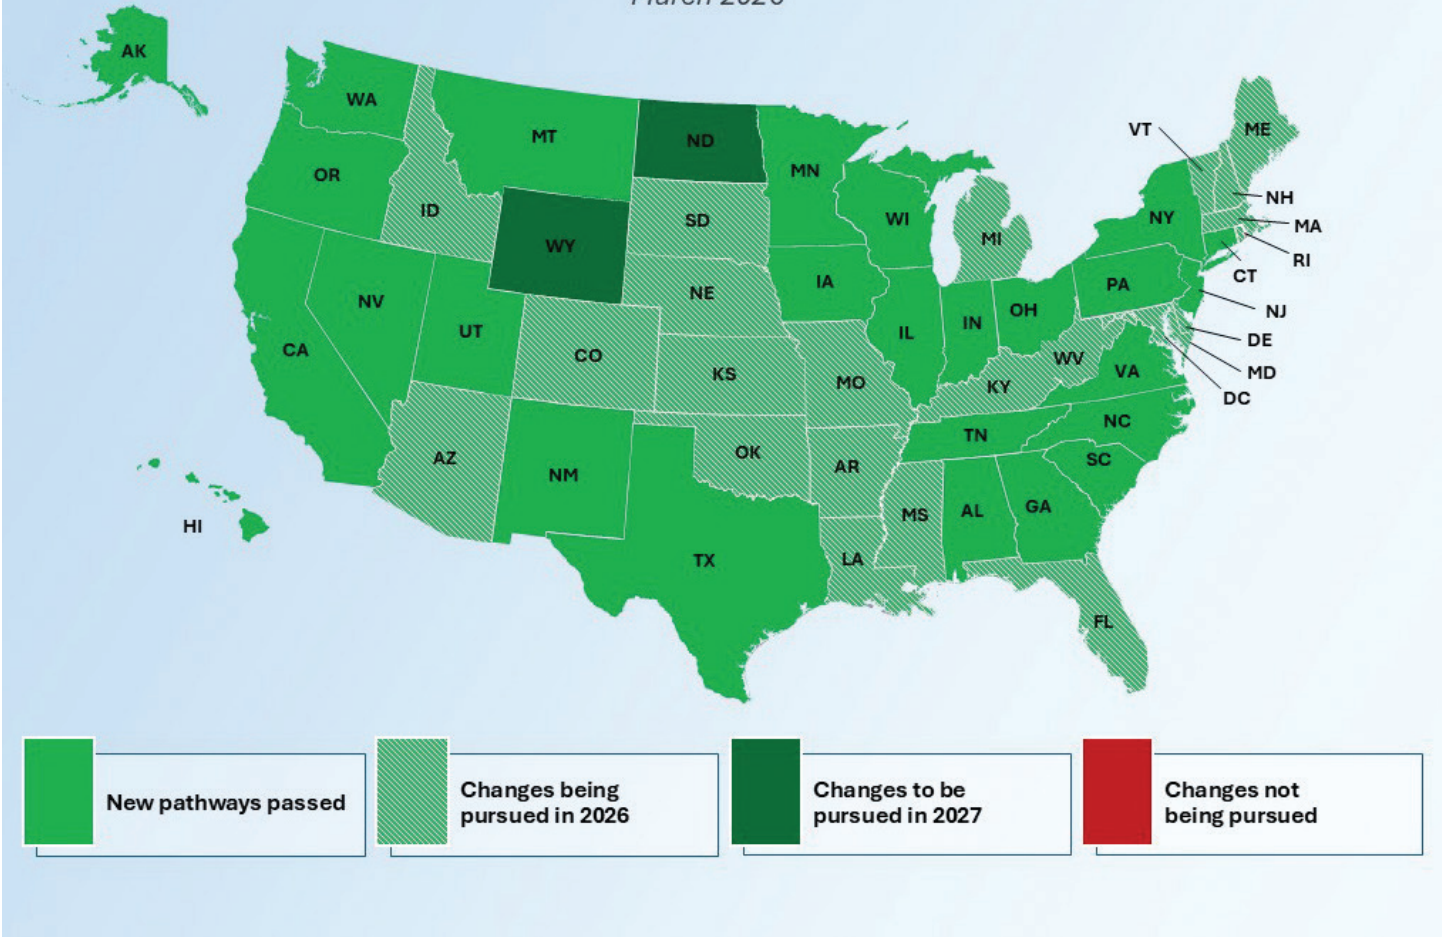 March 2026
AK
WA
MT
ND
MN
VT
ME
OR
ID
SD
WI
MI
NY
NH
MA
RI
CT
WY
NE
IA
PA
NJ
NV
UT
CO
IL
IN
OH
WV
DE
MD
DC
CA
KS
MO
KY
VA
NC
TN
SC
AZ
NM
OK
AR
MS
AL
GA
HI
TX
LA
FL
New pathways passed
Changes being
pursued in 2026
Changes to be
pursued in 2027
Changes not
being pursued